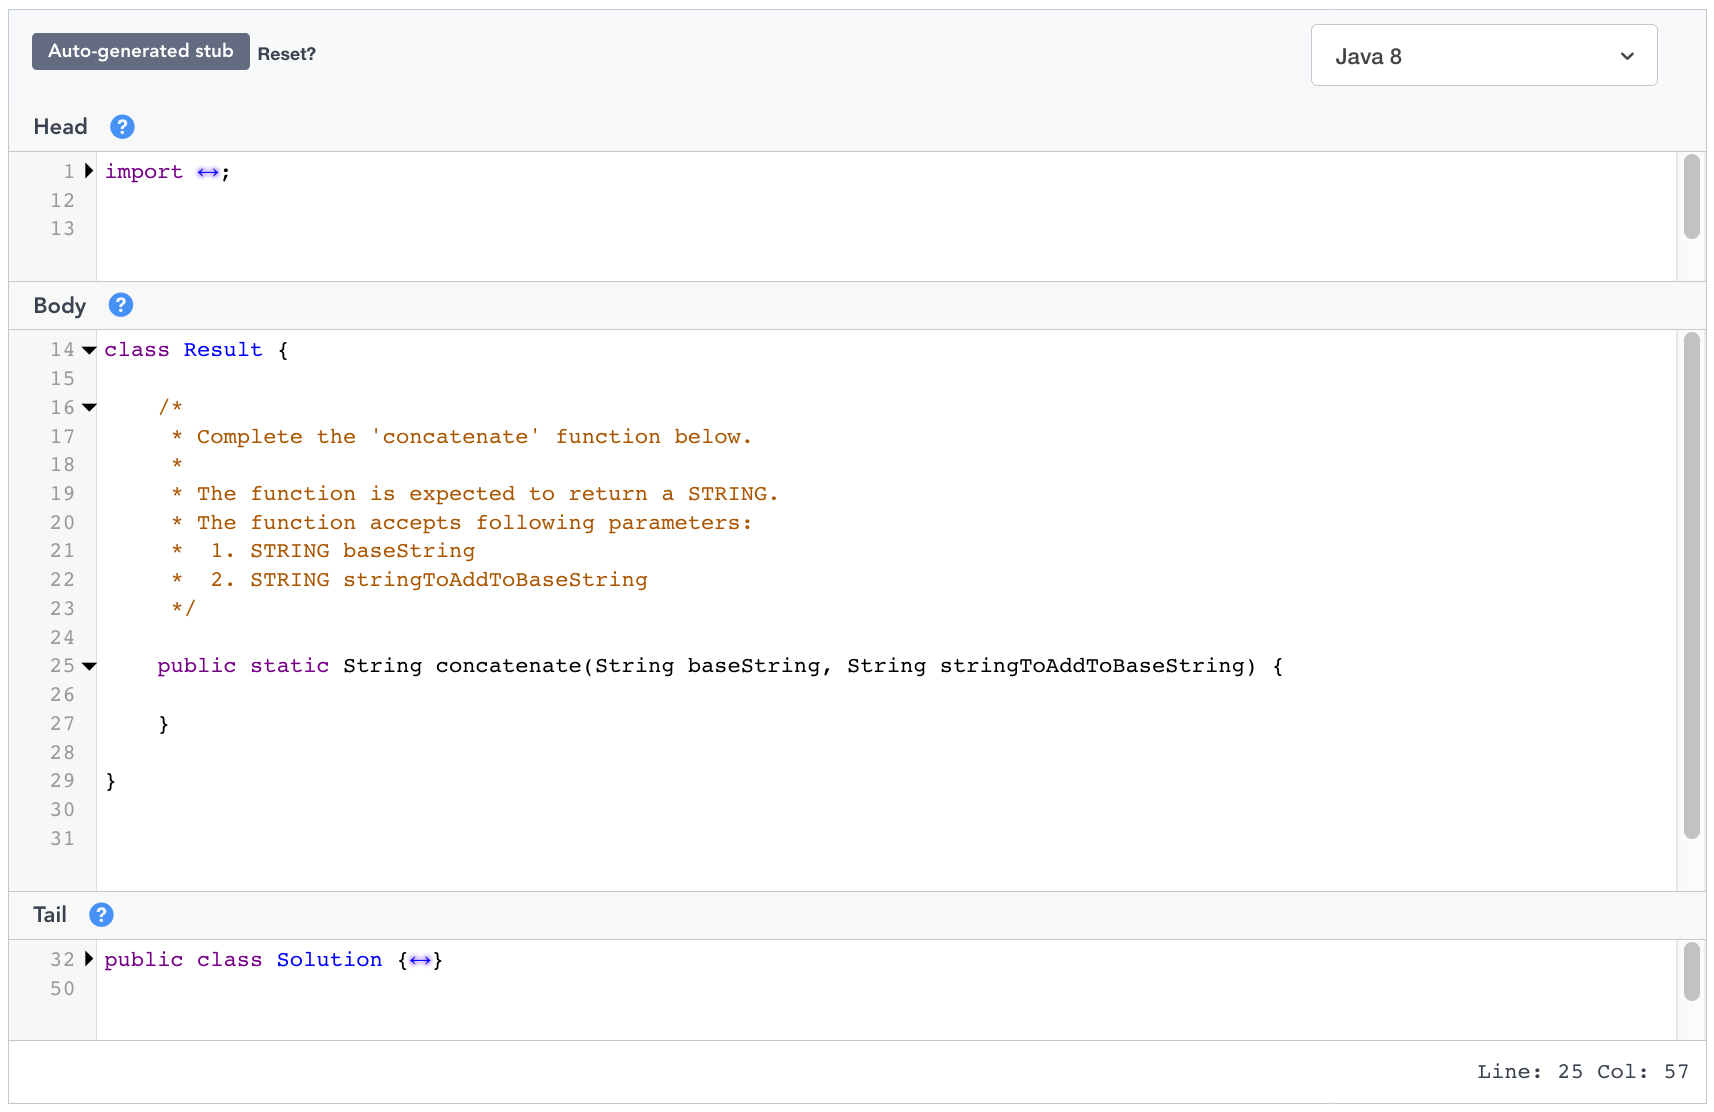 Auto-generated stub Reset? Java 8
Head ?
1 import ↔;
12
13
Body ?
14 class Result {
15
16 /*
17 * Complete the 'concatenate' function below.
18 *
19 * The function is expected to return a STRING.
20 * The function accepts following parameters:
21 *  1. STRING baseString
22 *  2. STRING stringToAddToBaseString
23 */
24
25 public static String concatenate(String baseString, String stringToAddToBaseString) {
26
27 }
28
29 }
30
31
Tail ?
32 public class Solution {↔}
50
Line: 25 Col: 57